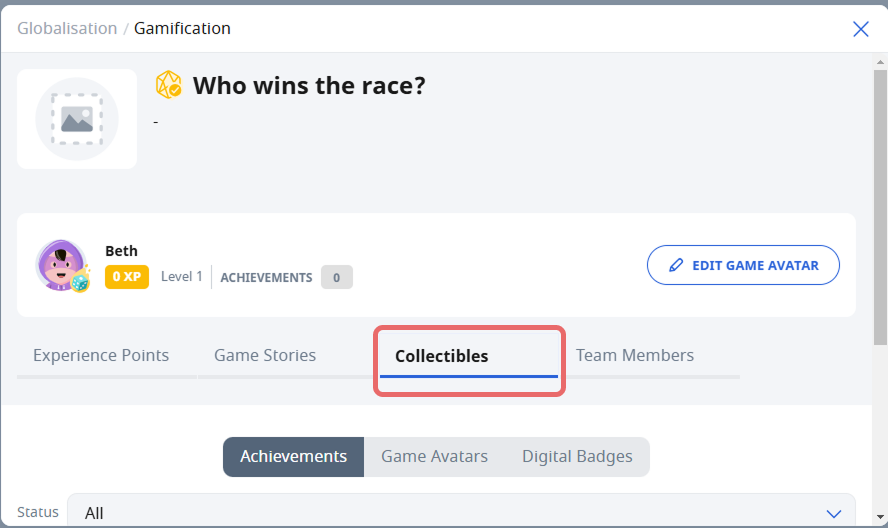 Globalisation / Gamification
Who wins the race?
-
Beth
0 XP Level 1 ACHIEVEMENTS 0
EDIT GAME AVATAR
Experience Points Game Stories Collectibles Team Members
Achievements Game Avatars Digital Badges
Status All